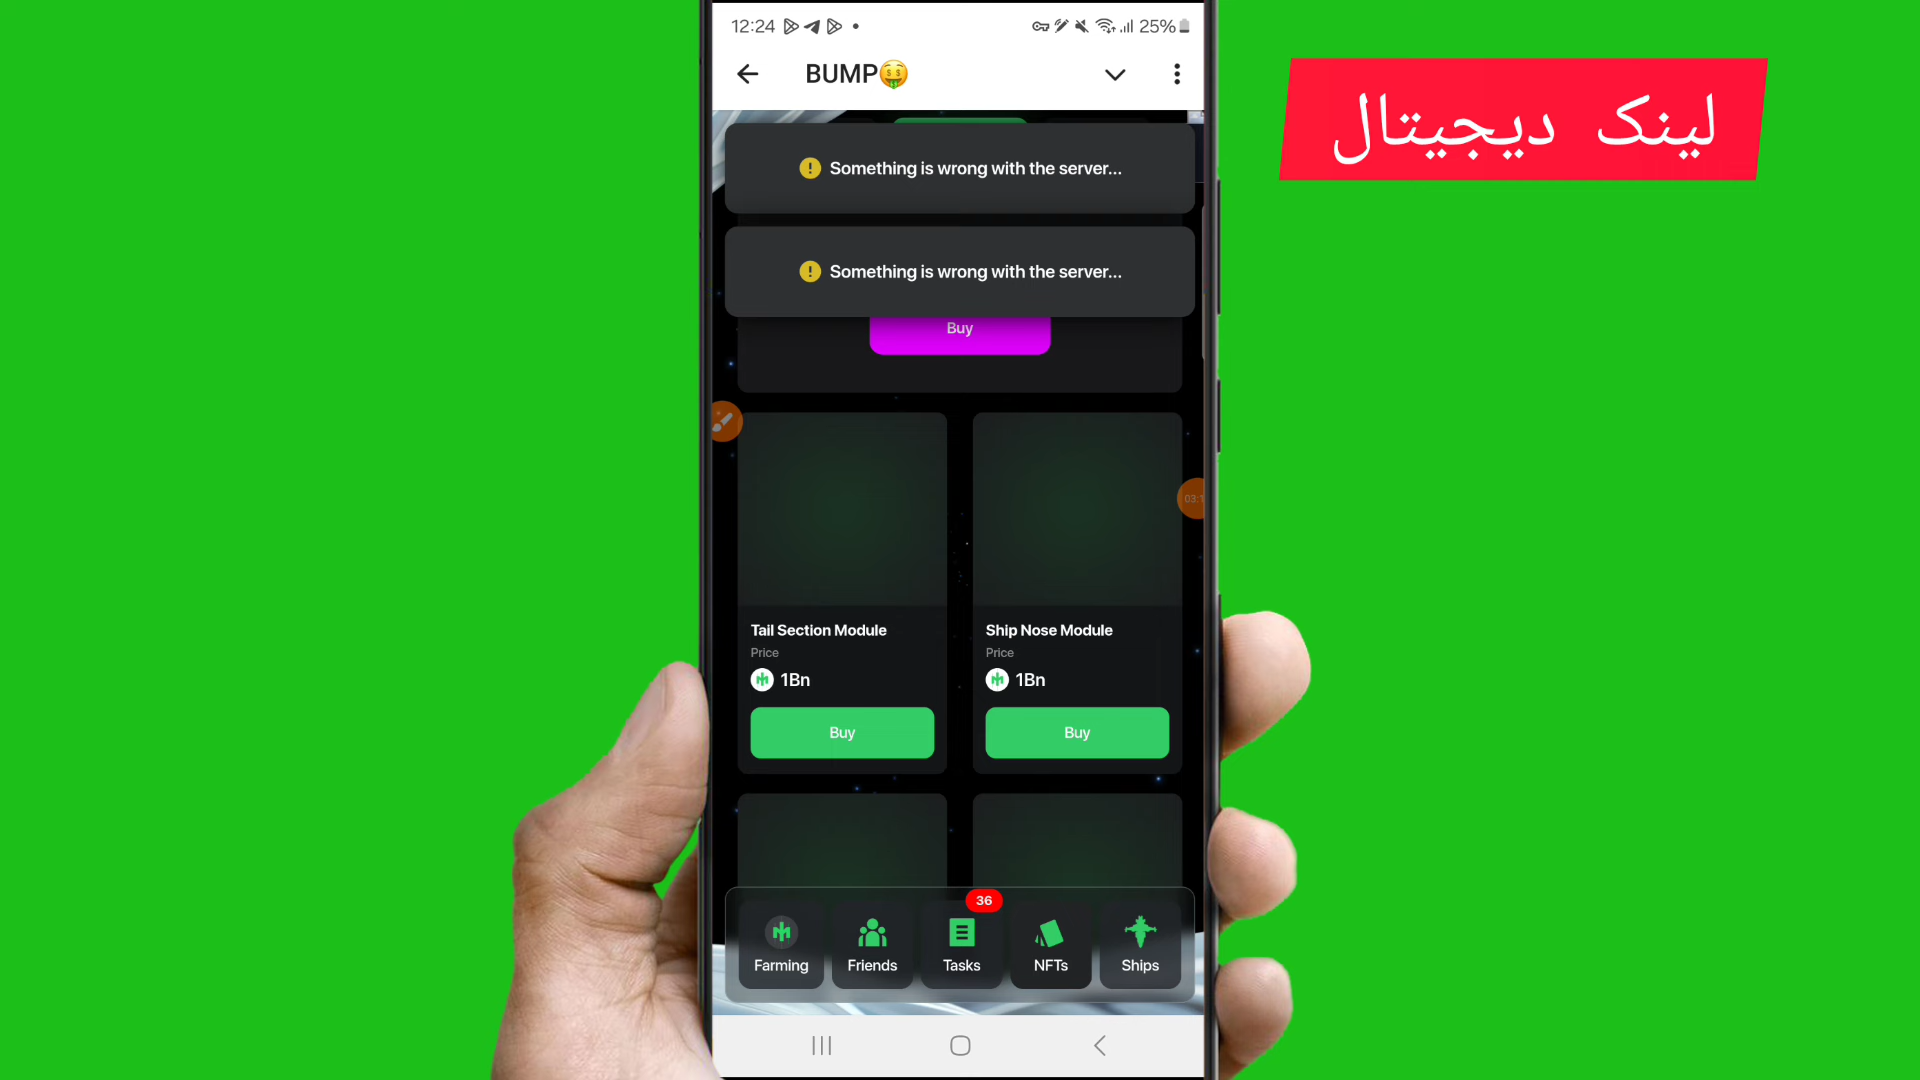 12:24
25%
BUMP🤑
لینک دیجیتال
Something is wrong with the server...
Something is wrong with the server...
Buy
Tail Section Module
Ship Nose Module
Price
Price
1Bn
1Bn
Buy
Buy
36
Farming
Friends
Tasks
NFTs
Ships